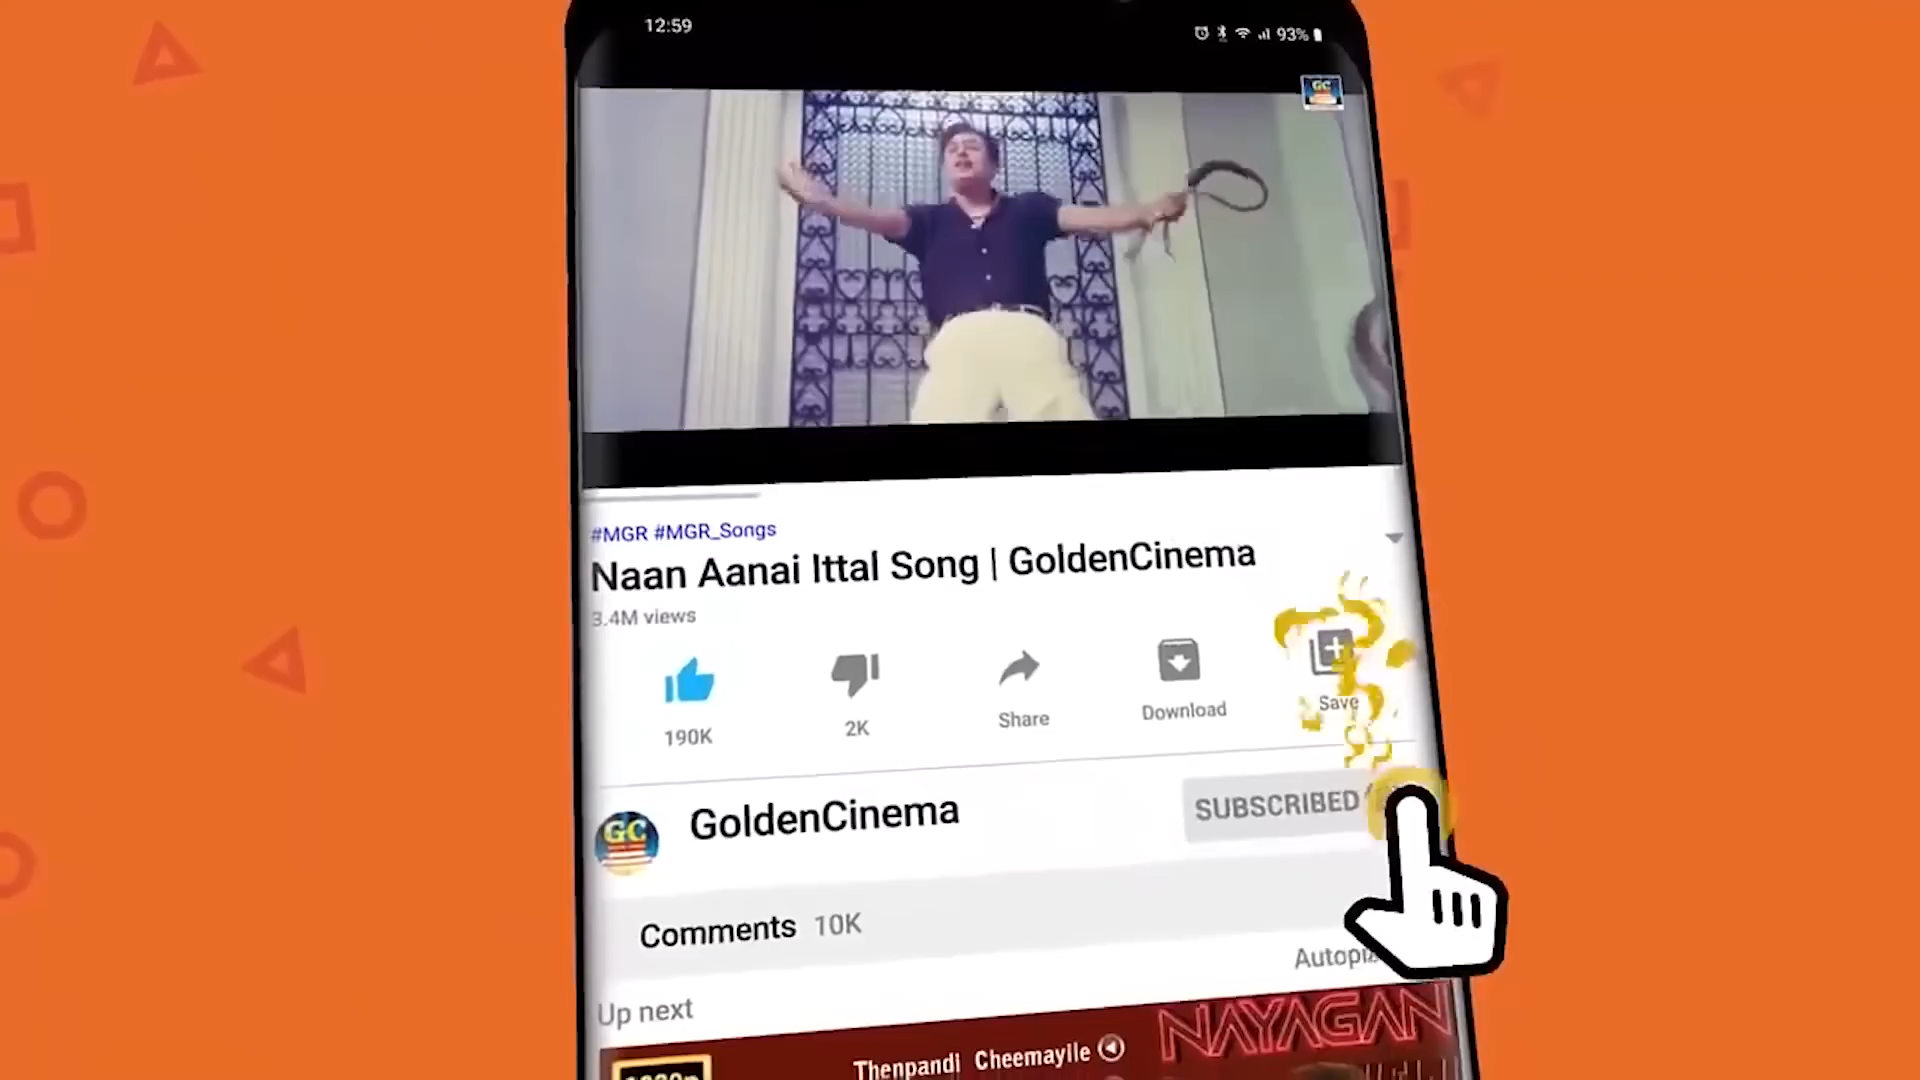 12:59
93%
GC
#MGR #MGR_Songs
Naan Aanai Ittal Song | GoldenCinema
3.4M views
190K
2K
Share
Download
Save
GC
GoldenCinema
SUBSCRIBED
Comments 10K
Up next
NAYAGAN
Thenpandi Cheemayile